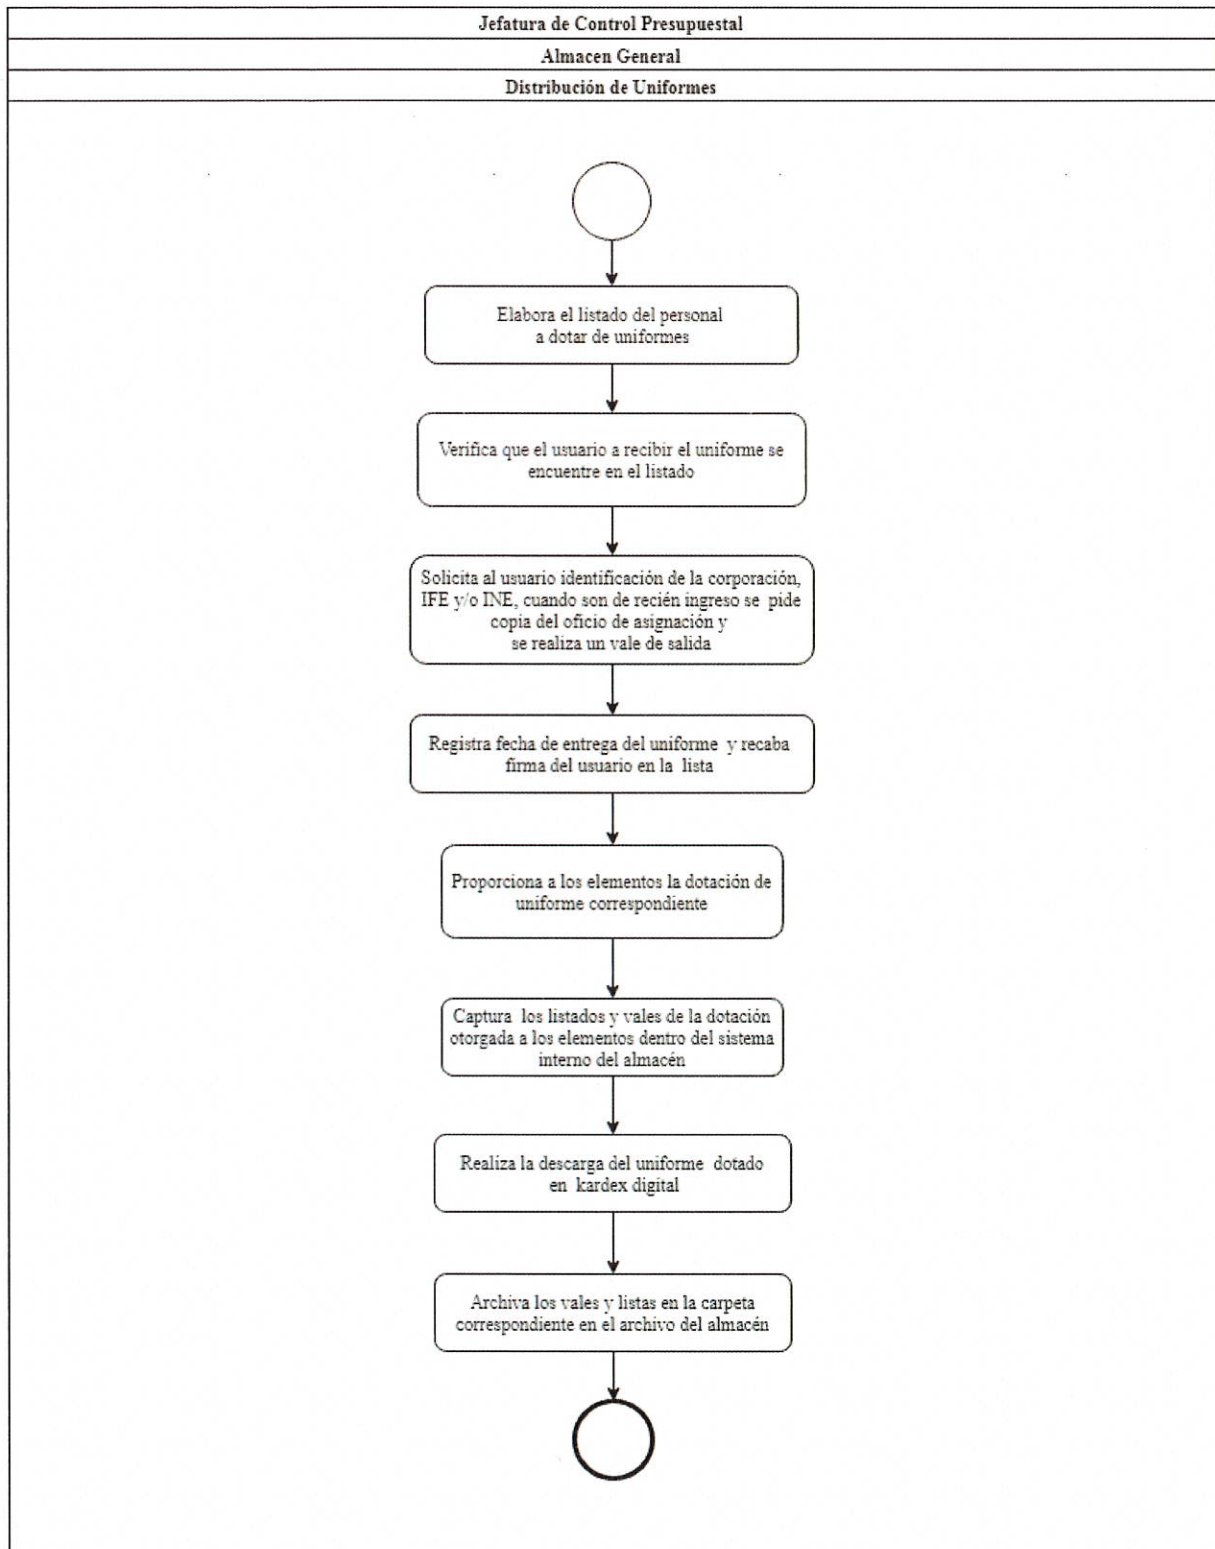 Jefatura de Control Presupuestal
Almacen General
Distribución de Uniformes
Elabora el listado del personal
a dotar de uniformes
Verifica que el usuario a recibir el uniforme se
encuentre en el listado
Solicita al usuario identificación de la corporación,
IFE y/o INE, cuando son de recién ingreso se pide
copia del oficio de asignación y
se realiza un vale de salida
Registra fecha de entrega del uniforme y recaba
firma del usuario en la lista
Proporciona a los elementos la dotación de
uniforme correspondiente
Captura los listados y vales de la dotación
otorgada a los elementos dentro del sistema
interno del almacén
Realiza la descarga del uniforme dotado
en kardex digital
Archiva los vales y listas en la carpeta
correspondiente en el archivo del almacén